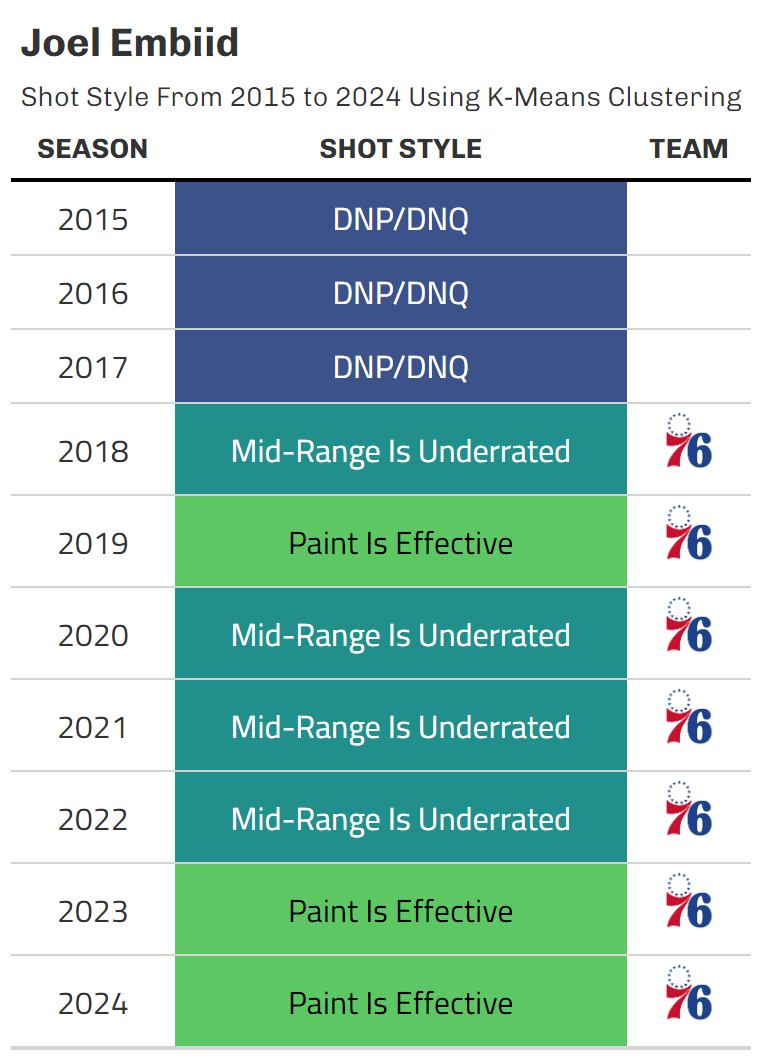 Joel Embiid
Shot Style From 2015 to 2024 Using K-Means Clustering
SEASON SHOT STYLE TEAM
2015 DNP/DNQ
2016 DNP/DNQ
2017 DNP/DNQ
2018 Mid-Range Is Underrated 76
2019 Paint Is Effective 76
2020 Mid-Range Is Underrated 76
2021 Mid-Range Is Underrated 76
2022 Mid-Range Is Underrated 76
2023 Paint Is Effective 76
2024 Paint Is Effective 76